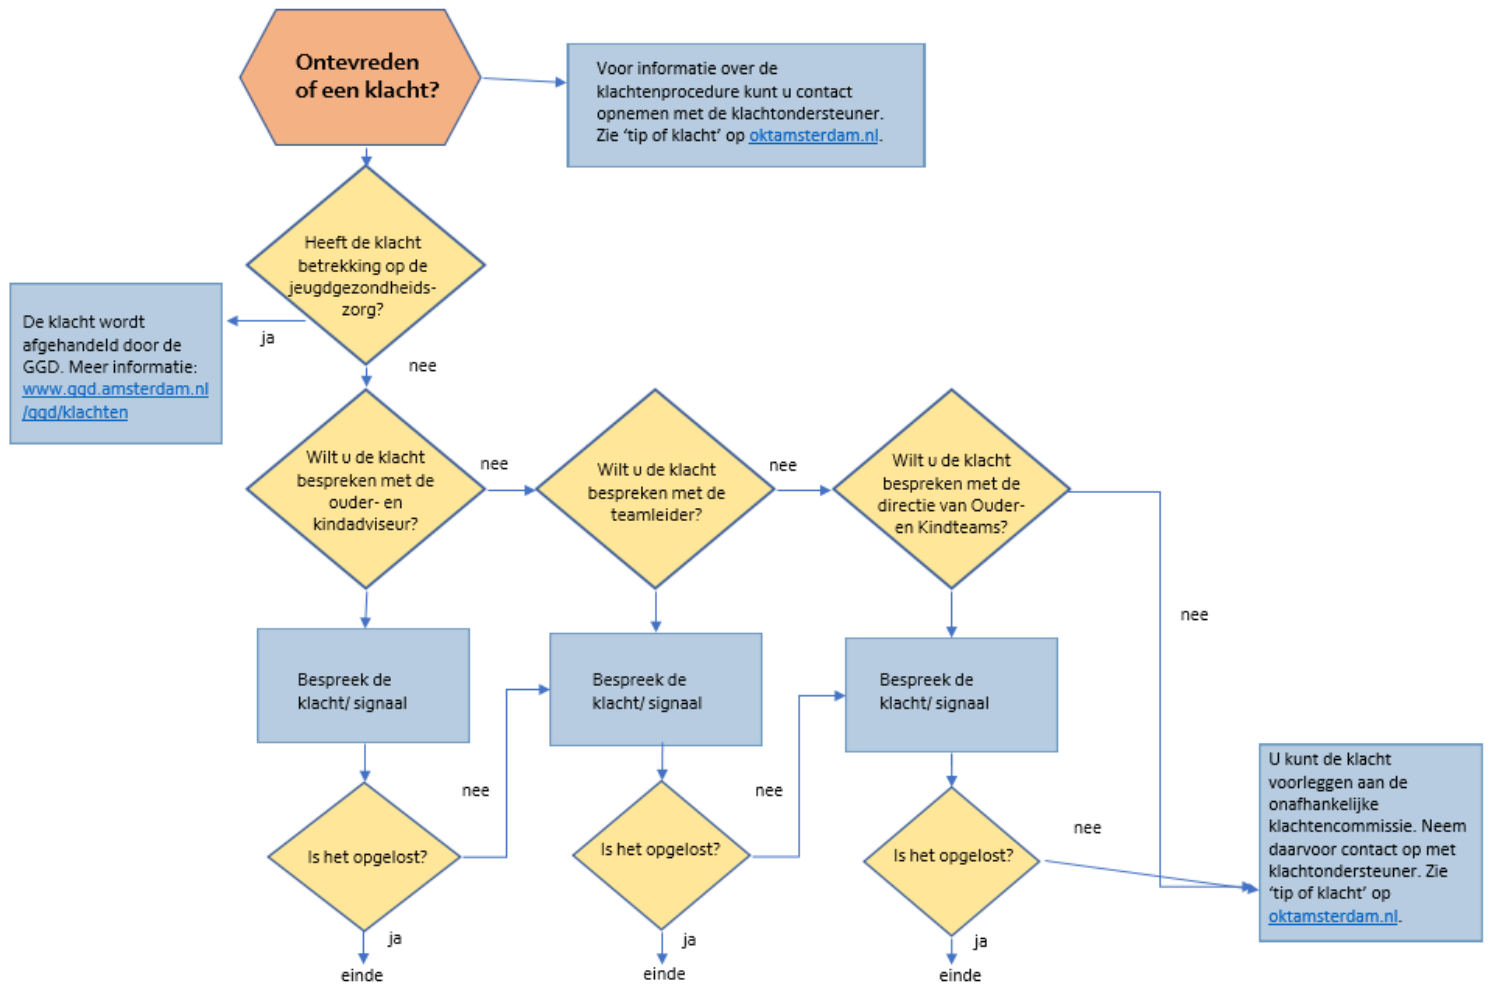 Ontevreden
of een klacht?
Voor informatie over de
klachtenprocedure kunt u contact
opnemen met de klachtondersteuner.
Zie ‘tip of klacht’ op oktamsterdam.nl.
Heeft de klacht
betrekking op de
jeugdgezondheids-
zorg?
ja
nee
De klacht wordt
afgehandeld door de
GGD. Meer informatie:
www.ggd.amsterdam.nl
/ggd/klachten
Wilt u de klacht
bespreken met de
ouder- en
kindadviseur?
nee
Wilt u de klacht
bespreken met de
teamleider?
nee
Wilt u de klacht
bespreken met de
directie van Ouder-
en Kindteams?
nee
Bespreek de
klacht/ signaal
Bespreek de
klacht/ signaal
Bespreek de
klacht/ signaal
Is het opgelost?
nee
Is het opgelost?
nee
Is het opgelost?
nee
U kunt de klacht
voorleggen aan de
onafhankelijke
klachtencommissie. Neem
daarvoor contact op met
klachtondersteuner. Zie
‘tip of klacht’ op
oktamsterdam.nl.
ja
einde
ja
einde
ja
einde